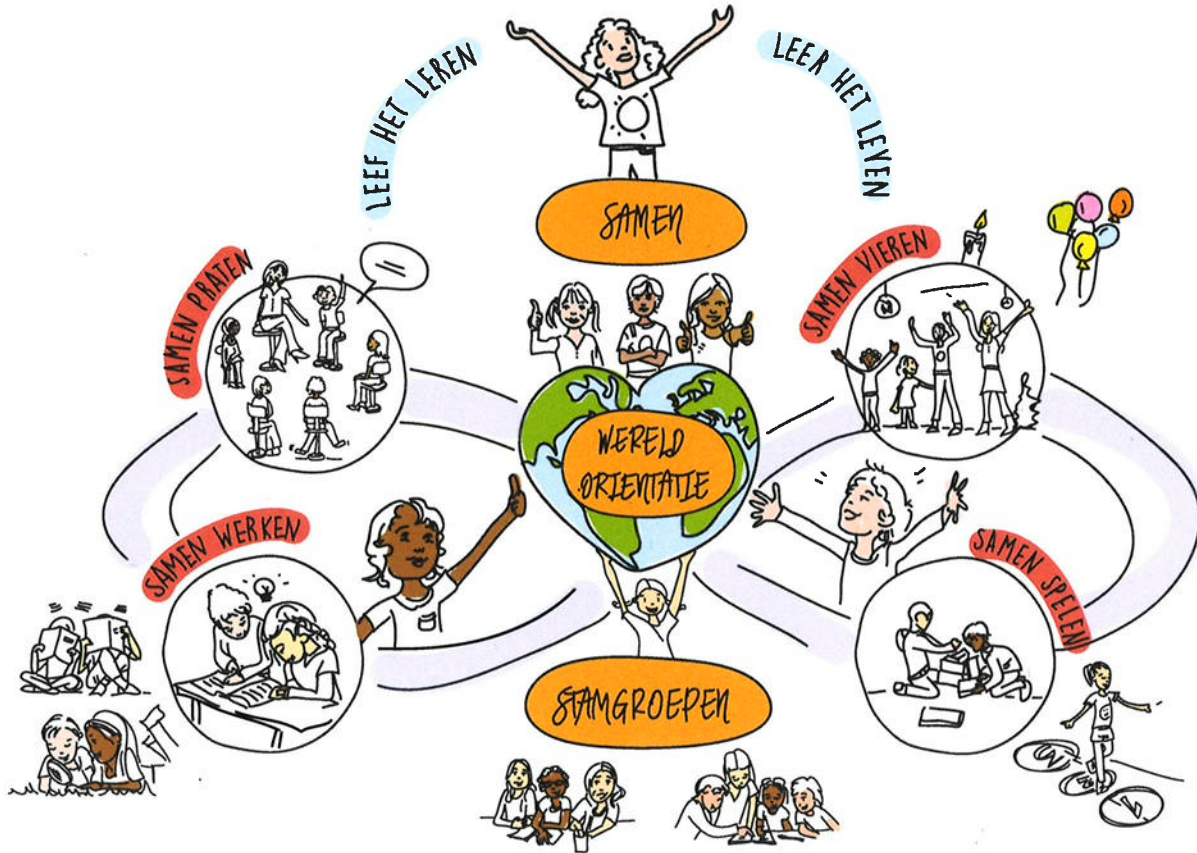 LEEF HET LEREN
LEER HET LEVEN
SAMEN
SAMEN PRATEN
SAMEN VIEREN
WERELD
ORIENTATIE
SAMEN WERKEN
SAMEN SPELEN
STAMGROEPEN